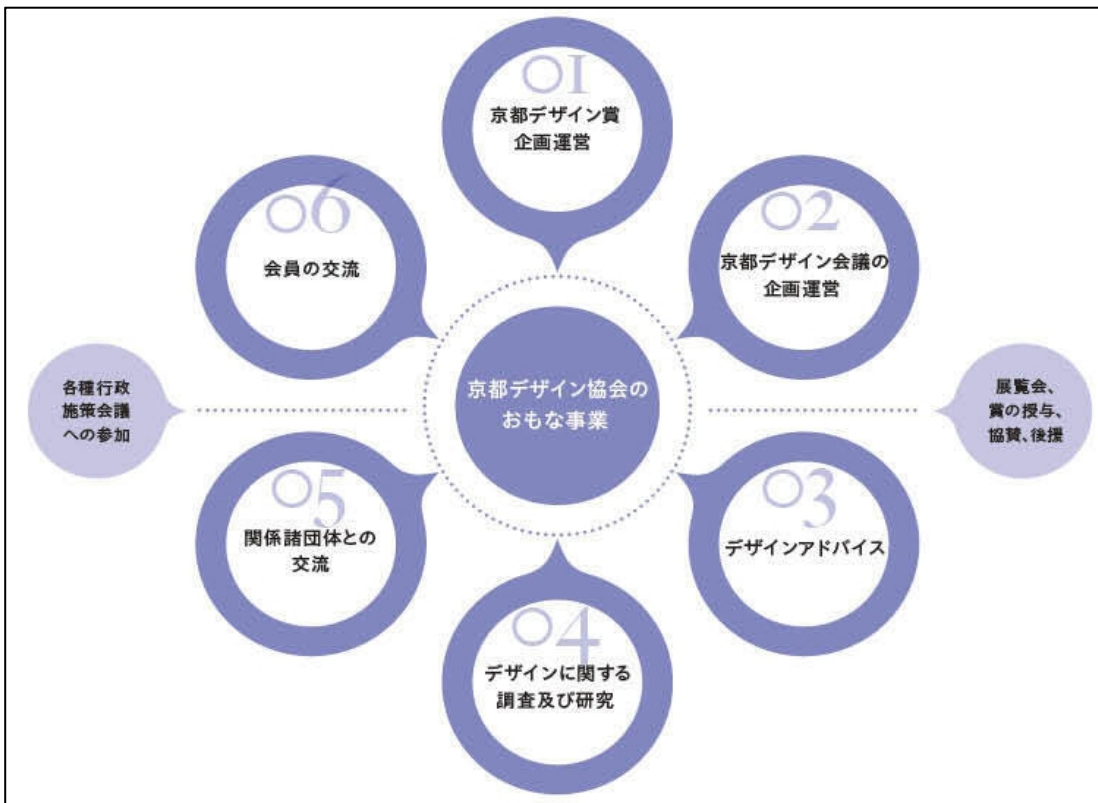 01
京都デザイン賞
企画運営
02
京都デザイン会議の
企画運営
03
デザインアドバイス
04
デザインに関する
調査及び研究
05
関係諸団体との
交流
06
会員の交流
京都デザイン協会の
おもな事業
各種行政
施策会議
への参加
展覧会、
賞の授与、
協賛、後援